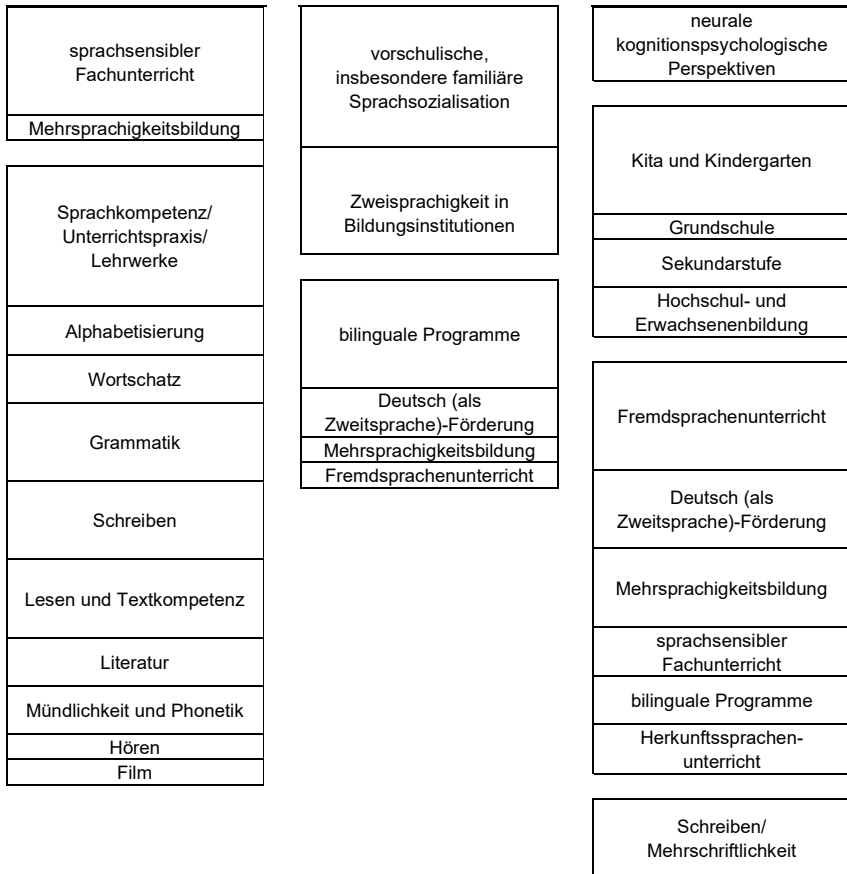 sprachsensibler
Fachunterricht
Mehrsprachigkeitsbildung
Sprachkompetenz/
Unterrichtspraxis/
Lehrwerke
Alphabetisierung
Wortschatz
Grammatik
Schreiben
Lesen und Textkompetenz
Literatur
Mündlichkeit und Phonetik
Hören
Film
vorschulische,
insbesondere familiäre
Sprachsozialisation
Zweisprachigkeit in
Bildungsinstitutionen
bilinguale Programme
Deutsch (als
Zweitsprache)-Förderung
Mehrsprachigkeitsbildung
Fremdsprachenunterricht
neurale
kognitionspsychologische
Perspektiven
Kita und Kindergarten
Grundschule
Sekundarstufe
Hochschul- und
Erwachsenenbildung
Fremdsprachenunterricht
Deutsch (als
Zweitsprache)-Förderung
Mehrsprachigkeitsbildung
sprachsensibler
Fachunterricht
bilinguale Programme
Herkunftssprachen-
unterricht
Schreiben/
Mehrschriftlichkeit